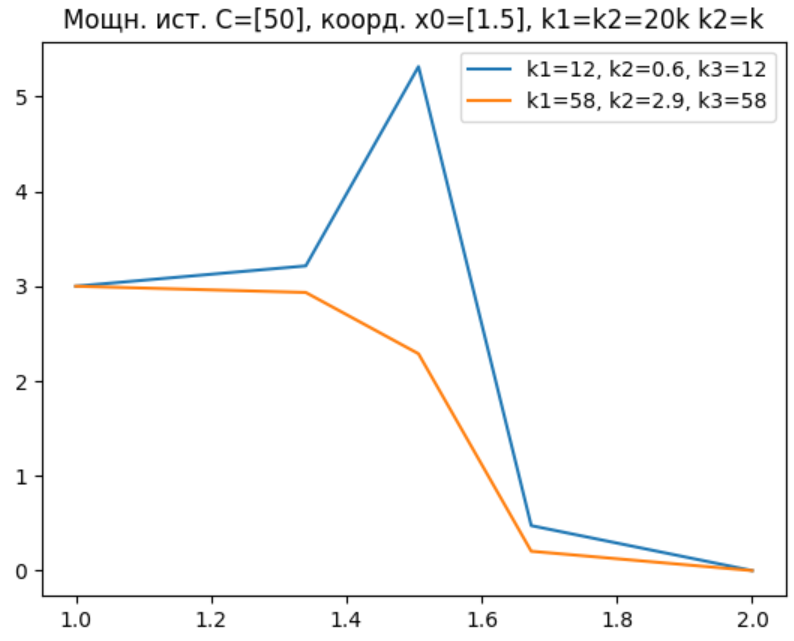 Мощн. ист. C=[50], коорд. x0=[1.5], k1=k2=20k k2=k
k1=12, k2=0.6, k3=12
k1=58, k2=2.9, k3=58
5
4
3
2
1
0
1.0 1.2 1.4 1.6 1.8 2.0